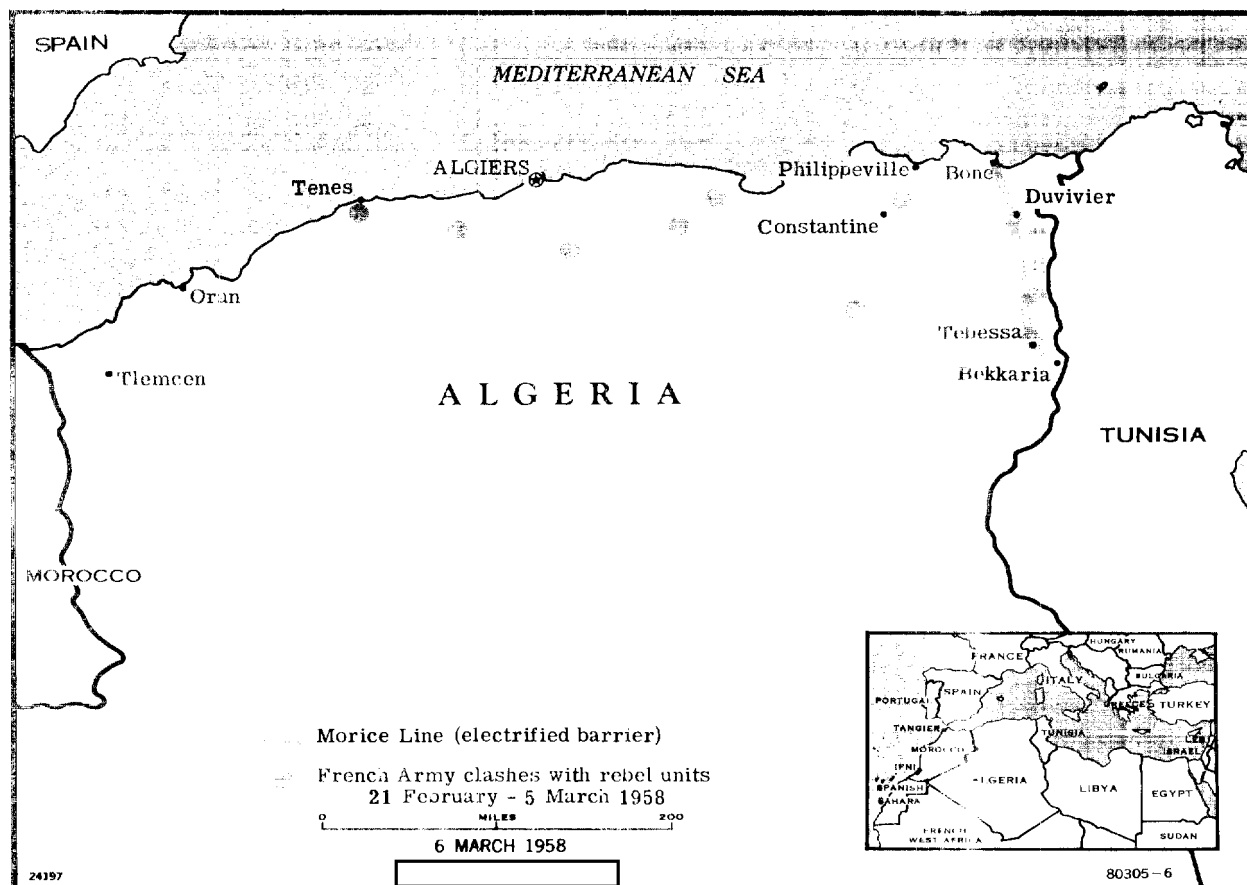 SPAIN
MEDITERRANEAN SEA
ALGIERS
Philippeville
Bone
Tenes
Duvivier
Constantine
Oran
Tebessa
Tlemcen
Bekkaria
ALGERIA
TUNISIA
MOROCCO
Morice Line (electrified barrier)
French Army clashes with rebel units
21 February - 5 March 1958
0 MILES 200
6 MARCH 1958
24197
80305-6
HUNGARY
FRANCE
RUMANIA
ITALY
BULGARIA
SPAIN
PORTUGAL
GREECE
TURKEY
TANGIER
TUNISIA
MOROCCO
ISRAEL
IFNI
ALGERIA
SPANISH
SAHARA
LIBYA
EGYPT
FRENCH
WEST AFRICA
SUDAN